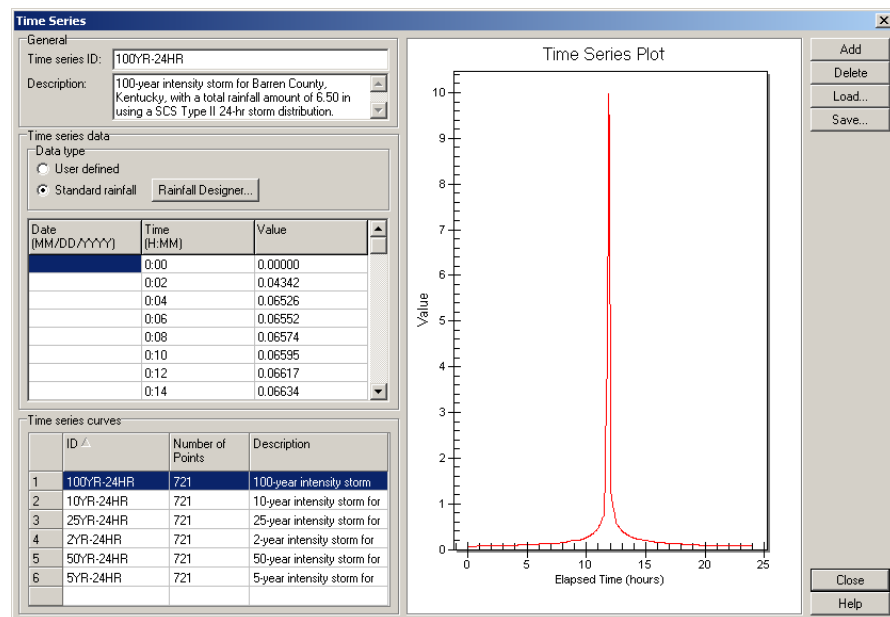 Time Series
General
Time series ID: 100YR-24HR
Description: 100-year intensity storm for Barren County,
Kentucky, with a total rainfall amount of 6.50 in
using a SCS Type II 24-hr storm distribution.
Time series data
Data type
User defined
Standard rainfall Rainfall Designer...
Date (MM/DD/YYYY) Time (H:MM) Value
0:00 0.00000
0:02 0.04342
0:04 0.06526
0:06 0.06552
0:08 0.06574
0:10 0.06595
0:12 0.06617
0:14 0.06634
Time series curves
ID Number of Points Description
1 100YR-24HR 721 100-year intensity storm
2 10YR-24HR 721 10-year intensity storm for
3 25YR-24HR 721 25-year intensity storm for
4 2YR-24HR 721 2-year intensity storm for
5 50YR-24HR 721 50-year intensity storm for
6 5YR-24HR 721 5-year intensity storm for
Time Series Plot
Value
10
9
8
7
6
5
4
3
2
1
0
0 5 10 15 20 25
Elapsed Time (hours)
Add
Delete
Load...
Save...
Close
Help